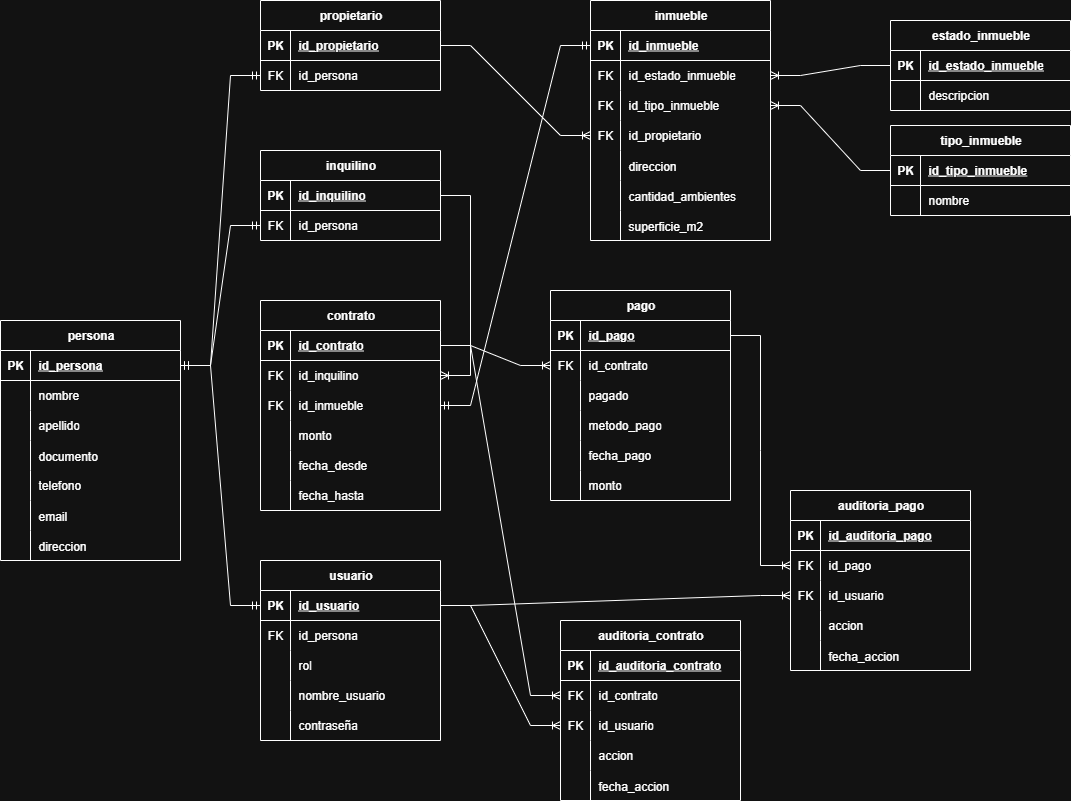 propietario
PK id_propietario
FK id_persona
inquilino
PK id_inquilino
FK id_persona
contrato
PK id_contrato
FK id_inquilino
FK id_inmueble
monto
fecha_desde
fecha_hasta
persona
PK id_persona
nombre
apellido
documento
telefono
email
direccion
usuario
PK id_usuario
FK id_persona
rol
nombre_usuario
contraseña
inmueble
PK id_inmueble
FK id_estado_inmueble
FK id_tipo_inmueble
FK id_propietario
direccion
cantidad_ambientes
superficie_m2
estado_inmueble
PK id_estado_inmueble
descripcion
tipo_inmueble
PK id_tipo_inmueble
nombre
pago
PK id_pago
FK id_contrato
pagado
metodo_pago
fecha_pago
monto
auditoria_pago
PK id_auditoria_pago
FK id_pago
FK id_usuario
accion
fecha_accion
auditoria_contrato
PK id_auditoria_contrato
FK id_contrato
FK id_usuario
accion
fecha_accion